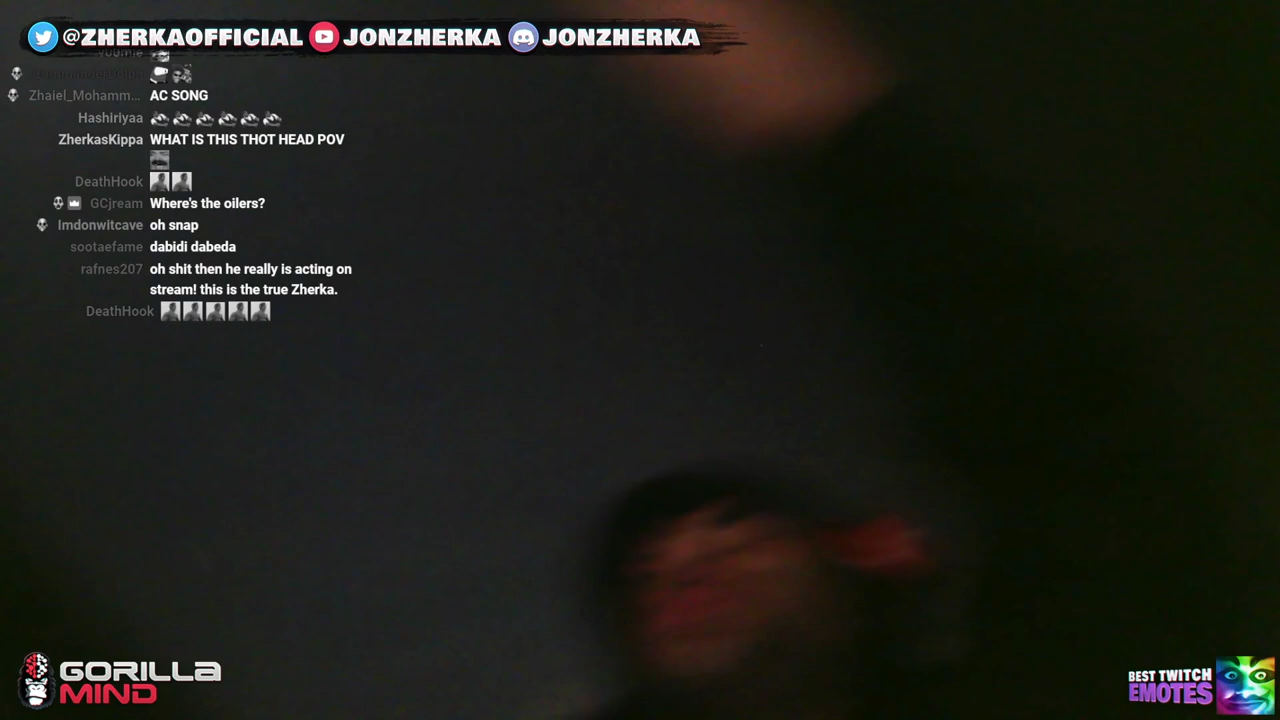 @ZHERKAOFFICIAL JONZHERKA JONZHERKA
Zhaiel_Mohamm... AC SONG
Hashiriyaa
ZherkasKippa WHAT IS THIS THOT HEAD POV
DeathHook
GCjream Where's the oilers?
Imdonwitcave oh snap
sootaefame dabidi dabeda
rafnes207 oh shit then he really is acting on
stream! this is the true Zherka.
DeathHook
GORILLA
MIND
BEST TWITCH
EMOTES